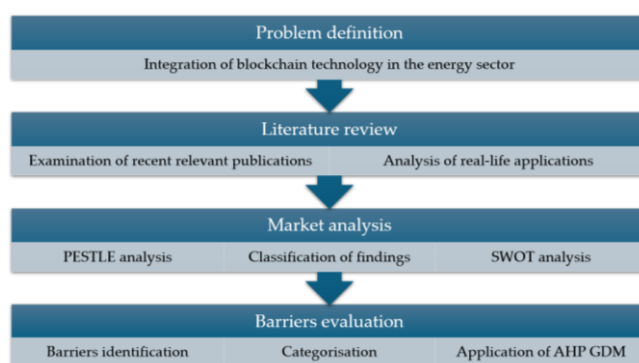 Problem definition
Integration of blockchain technology in the energy sector
Literature review
Examination of recent relevant publications Analysis of real-life applications
Market analysis
PESTLE analysis Classification of findings SWOT analysis
Barriers evaluation
Barriers identification Categorisation Application of AHP GDM